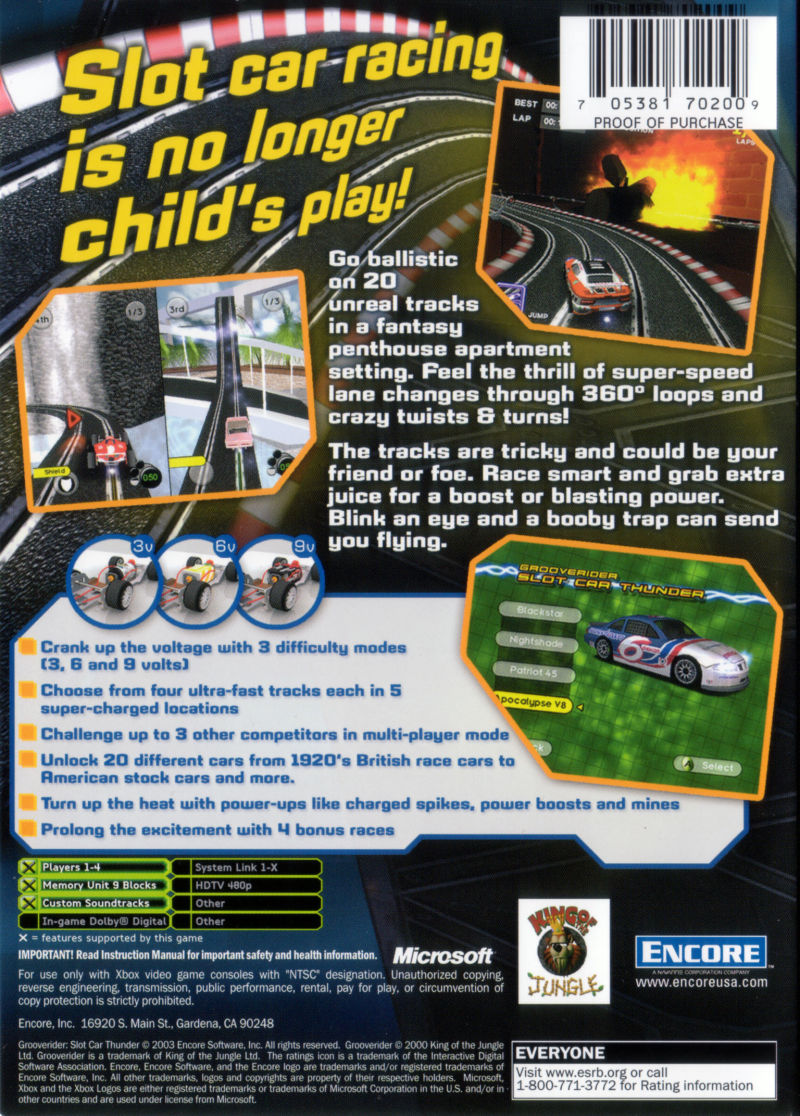 Slot car racing
is no longer
child's play!
7 05381 70200 9
PROOF OF PURCHASE
BEST 00:
LAP 00:
LAPS
JUMP
Go ballistic
on 20
unreal tracks
in a fantasy
penthouse apartment
setting. Feel the thrill of super-speed
lane changes through 360° loops and
crazy twists & turns!
1/3
3rd
1/3
Shield
050
The tracks are tricky and could be your
friend or foe. Race smart and grab extra
juice for a boost or blasting power.
Blink an eye and a booby trap can send
you flying.
3v
6v
9v
GROOVERIDER
SLOT CAR THUNDER
Blackstar
Nightshade
Patriot 45
pocalypse V8
ck
Select
Crank up the voltage with 3 difficulty modes
(3, 6 and 9 volts)
Choose from four ultra-fast tracks each in 5
super-charged locations
Challenge up to 3 other competitors in multi-player mode
Unlock 20 different cars from 1920's British race cars to
American stock cars and more.
Turn up the heat with power-ups like charged spikes, power boosts and mines
Prolong the excitement with 4 bonus races
X Players 1-4
System Link 1-X
X Memory Unit 9 Blocks
HDTV 480p
X Custom Soundtracks
Other
In-game Dolby® Digital
Other
X = features supported by this game
IMPORTANT! Read Instruction Manual for important safety and health information.
Microsoft
For use only with Xbox video game consoles with "NTSC" designation. Unauthorized copying,
reverse engineering, transmission, public performance, rental, pay for play, or circumvention of
copy protection is strictly prohibited.
KING OF THE
JUNGLE
ENCORE™
A NAVARRE CORPORATION COMPANY
www.encoreusa.com
Encore, Inc. 16920 S. Main St., Gardena, CA 90248
Grooverider: Slot Car Thunder © 2003 Encore Software, Inc. All rights reserved. Grooverider © 2000 King of the Jungle
Ltd. Grooverider is a trademark of King of the Jungle Ltd. The ratings icon is a trademark of the Interactive Digital
Software Association. Encore, Encore Software, and the Encore logo are trademarks and/or registered trademarks of
Encore Software, Inc. All other trademarks, logos and copyrights are property of their respective holders. Microsoft,
Xbox and the Xbox Logos are either registered trademarks or trademarks of Microsoft Corporation in the U.S. and/or in
other countries and are used under license from Microsoft.
EVERYONE
Visit www.esrb.org or call
1-800-771-3772 for Rating information